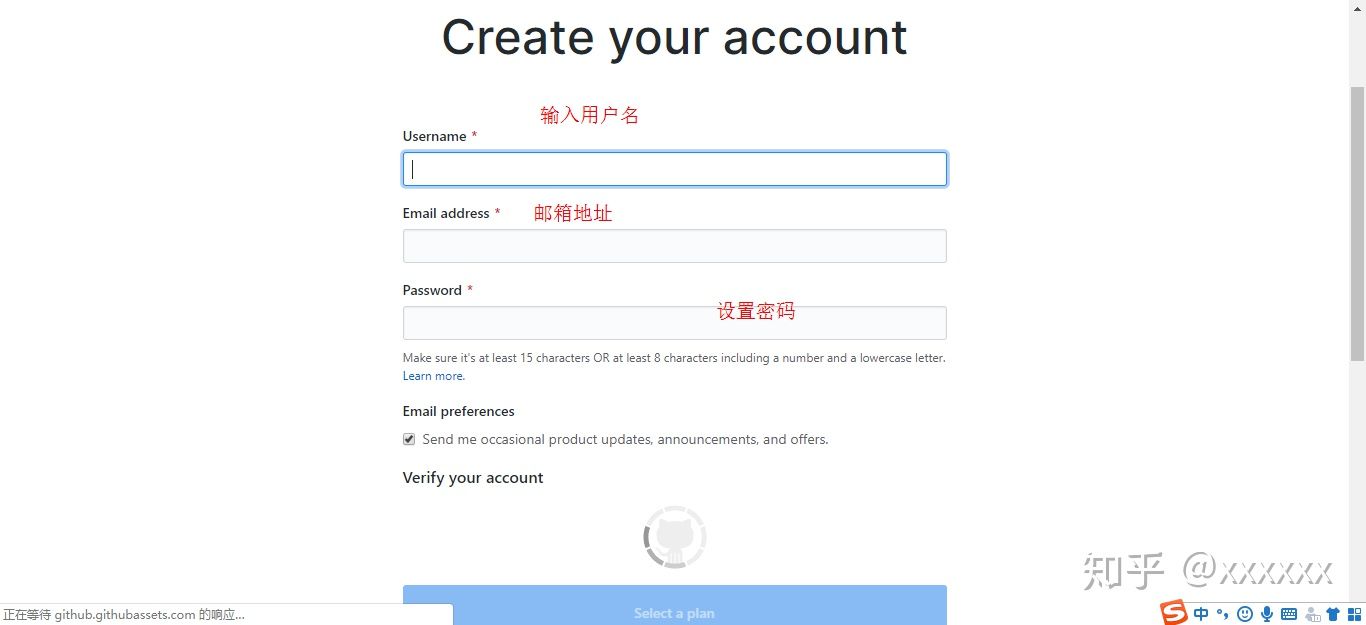 Create your account
输入用户名
Username *
Email address *
邮箱地址
Password *
设置密码
Make sure it's at least 15 characters OR at least 8 characters including a number and a lowercase letter.
Learn more.
Email preferences
Send me occasional product updates, announcements, and offers.
Verify your account
知乎 @xxxxxx
Select a plan
正在等待 github.githubassets.com 的响应...
S 中